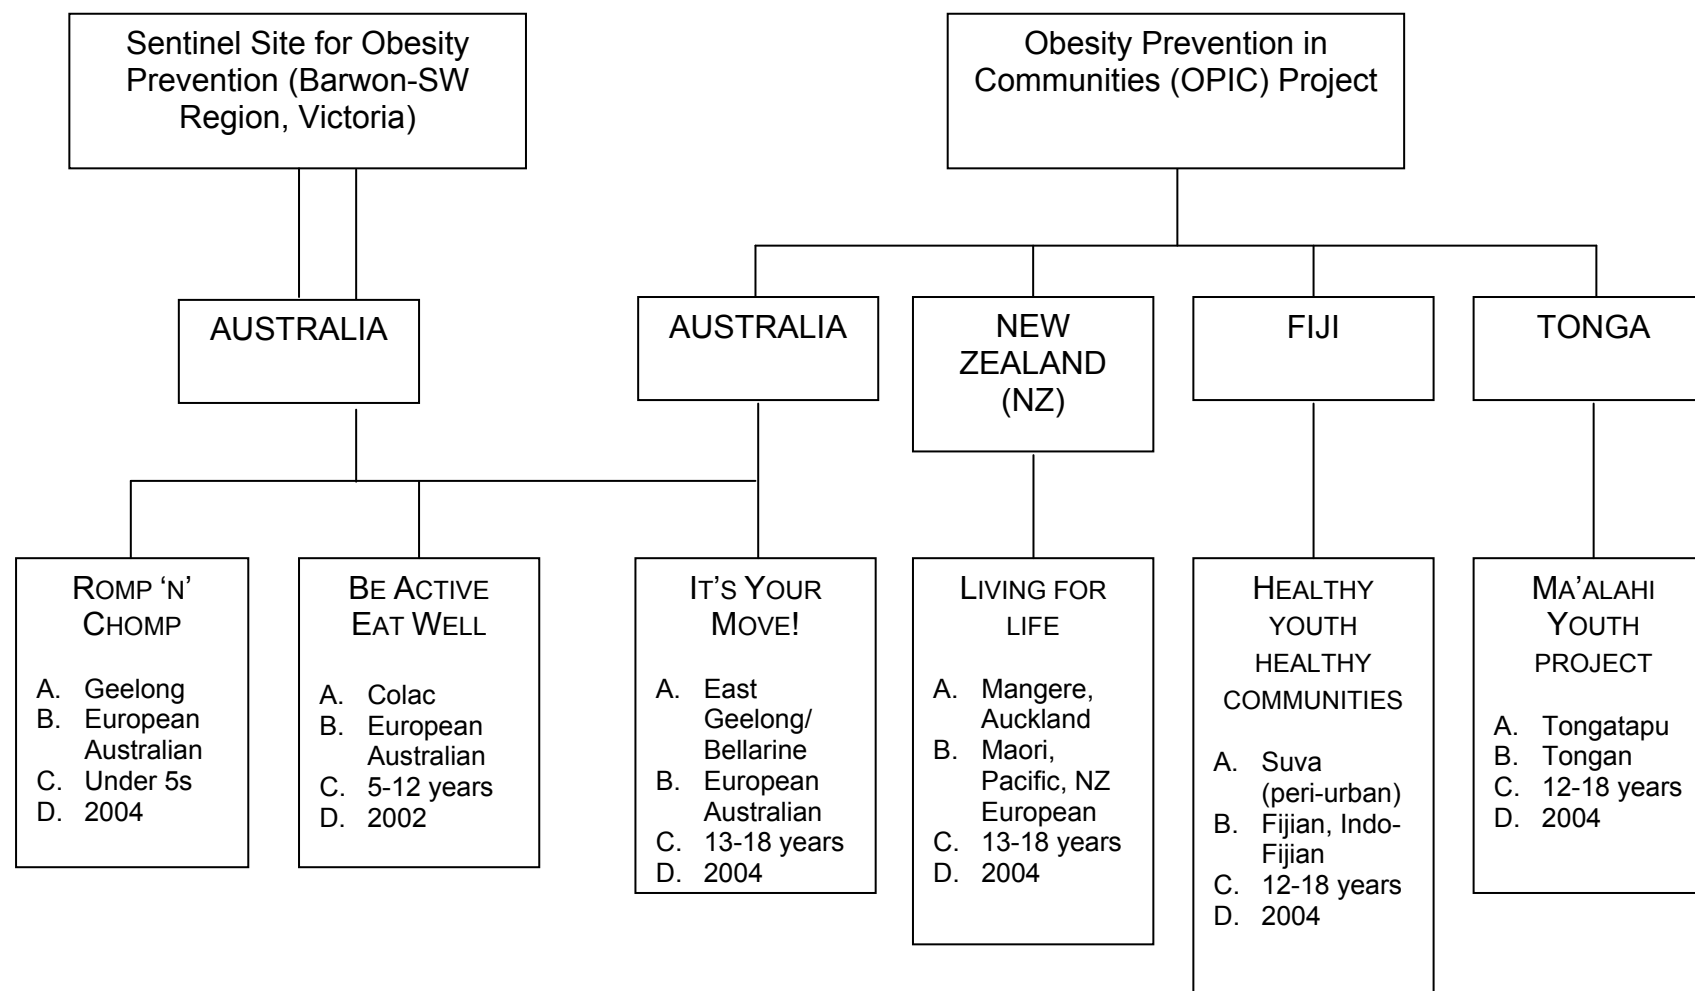 Sentinel Site for Obesity
Prevention (Barwon-SW
Region, Victoria)
Obesity Prevention in
Communities (OPIC) Project
AUSTRALIA
AUSTRALIA
NEW
ZEALAND
(NZ)
FIJI
TONGA
ROMP ‘N’
CHOMP
A. Geelong
B. European
Australian
C. Under 5s
D. 2004
BE ACTIVE
EAT WELL
A. Colac
B. European
Australian
C. 5-12 years
D. 2002
IT’S YOUR
MOVE!
A. East
Geelong/
Bellarine
B. European
Australian
C. 13-18 years
D. 2004
LIVING FOR
LIFE
A. Mangere,
Auckland
B. Maori,
Pacific, NZ
European
C. 13-18 years
D. 2004
HEALTHY
YOUTH
HEALTHY
COMMUNITIES
A. Suva
(peri-urban)
B. Fijian, Indo-
Fijian
C. 12-18 years
D. 2004
MA’ALAHI
YOUTH
PROJECT
A. Tongatapu
B. Tongan
C. 12-18 years
D. 2004